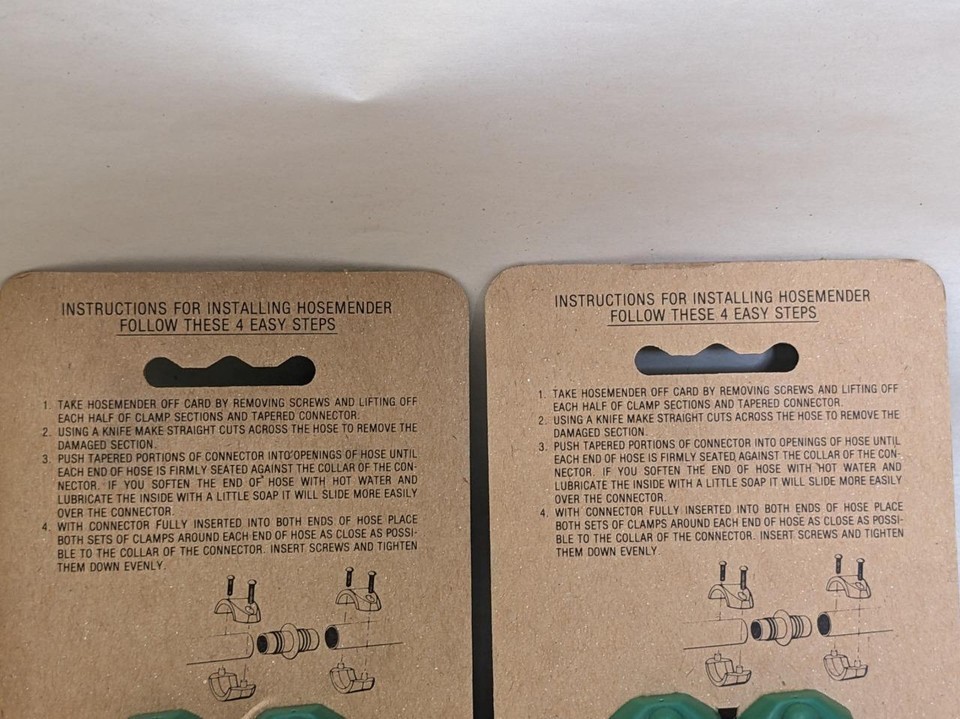 INSTRUCTIONS FOR INSTALLING HOSEMENDER
FOLLOW THESE 4 EASY STEPS
1. TAKE HOSEMENDER OFF CARD BY REMOVING SCREWS AND LIFTING OFF
EACH HALF OF CLAMP SECTIONS AND TAPERED CONNECTOR.
2. USING A KNIFE MAKE STRAIGHT CUTS ACROSS THE HOSE TO REMOVE THE
DAMAGED SECTION.
3. PUSH TAPERED PORTIONS OF CONNECTOR INTO OPENINGS OF HOSE UNTIL
EACH END OF HOSE IS FIRMLY SEATED AGAINST THE COLLAR OF THE CON-
NECTOR. IF YOU SOFTEN THE END OF HOSE WITH HOT WATER AND
LUBRICATE THE INSIDE WITH A LITTLE SOAP IT WILL SLIDE MORE EASILY
OVER THE CONNECTOR.
4. WITH CONNECTOR FULLY INSERTED INTO BOTH ENDS OF HOSE PLACE
BOTH SETS OF CLAMPS AROUND EACH END OF HOSE AS CLOSE AS POSSI-
BLE TO THE COLLAR OF THE CONNECTOR. INSERT SCREWS AND TIGHTEN
THEM DOWN EVENLY.
INSTRUCTIONS FOR INSTALLING HOSEMENDER
FOLLOW THESE 4 EASY STEPS
1. TAKE HOSEMENDER OFF CARD BY REMOVING SCREWS AND LIFTING OFF
EACH HALF OF CLAMP SECTIONS AND TAPERED CONNECTOR.
2. USING A KNIFE MAKE STRAIGHT CUTS ACROSS THE HOSE TO REMOVE THE
DAMAGED SECTION.
3. PUSH TAPERED PORTIONS OF CONNECTOR INTO OPENINGS OF HOSE UNTIL
EACH END OF HOSE IS FIRMLY SEATED AGAINST THE COLLAR OF THE CON-
NECTOR. IF YOU SOFTEN THE END OF HOSE WITH HOT WATER AND
LUBRICATE THE INSIDE WITH A LITTLE SOAP IT WILL SLIDE MORE EASILY
OVER THE CONNECTOR.
4. WITH CONNECTOR FULLY INSERTED INTO BOTH ENDS OF HOSE PLACE
BOTH SETS OF CLAMPS AROUND EACH END OF HOSE AS CLOSE AS POSSI-
BLE TO THE COLLAR OF THE CONNECTOR. INSERT SCREWS AND TIGHTEN
THEM DOWN EVENLY.